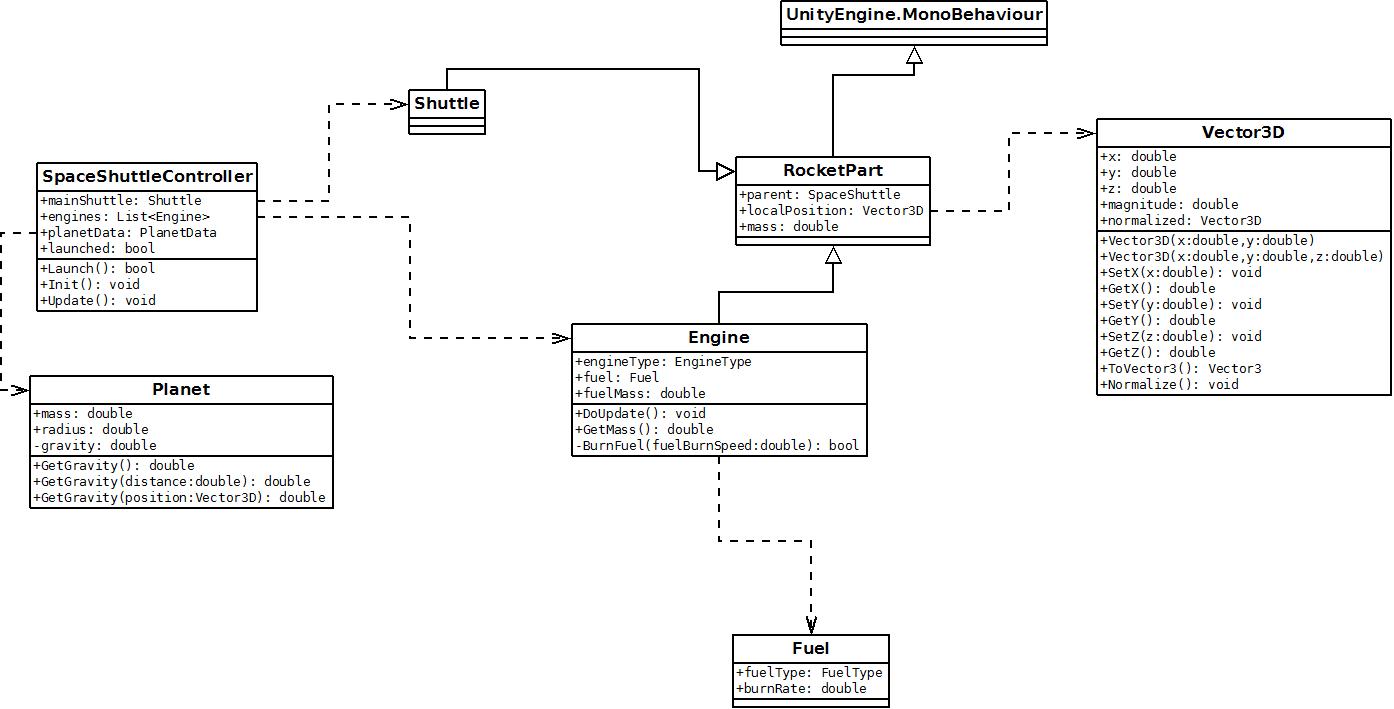 UnityEngine.MonoBehaviour
Shuttle
SpaceShuttleController
+mainShuttle: Shuttle
+engines: List<Engine>
+planetData: PlanetData
+launched: bool
+Launch(): bool
+Init(): void
+Update(): void
RocketPart
+parent: SpaceShuttle
+localPosition: Vector3D
+mass: double
Vector3D
+x: double
+y: double
+z: double
+magnitude: double
+normalized: Vector3D
+Vector3D(x:double,y:double)
+Vector3D(x:double,y:double,z:double)
+SetX(x:double): void
+GetX(): double
+SetY(y:double): void
+GetY(): double
+SetZ(z:double): void
+GetZ(): double
+ToVector3(): Vector3
+Normalize(): void
Engine
+engineType: EngineType
+fuel: Fuel
+fuelMass: double
+DoUpdate(): void
+GetMass(): double
-BurnFuel(fuelBurnSpeed:double): bool
Planet
+mass: double
+radius: double
-gravity: double
+GetGravity(): double
+GetGravity(distance:double): double
+GetGravity(position:Vector3D): double
Fuel
+fuelType: FuelType
+burnRate: double